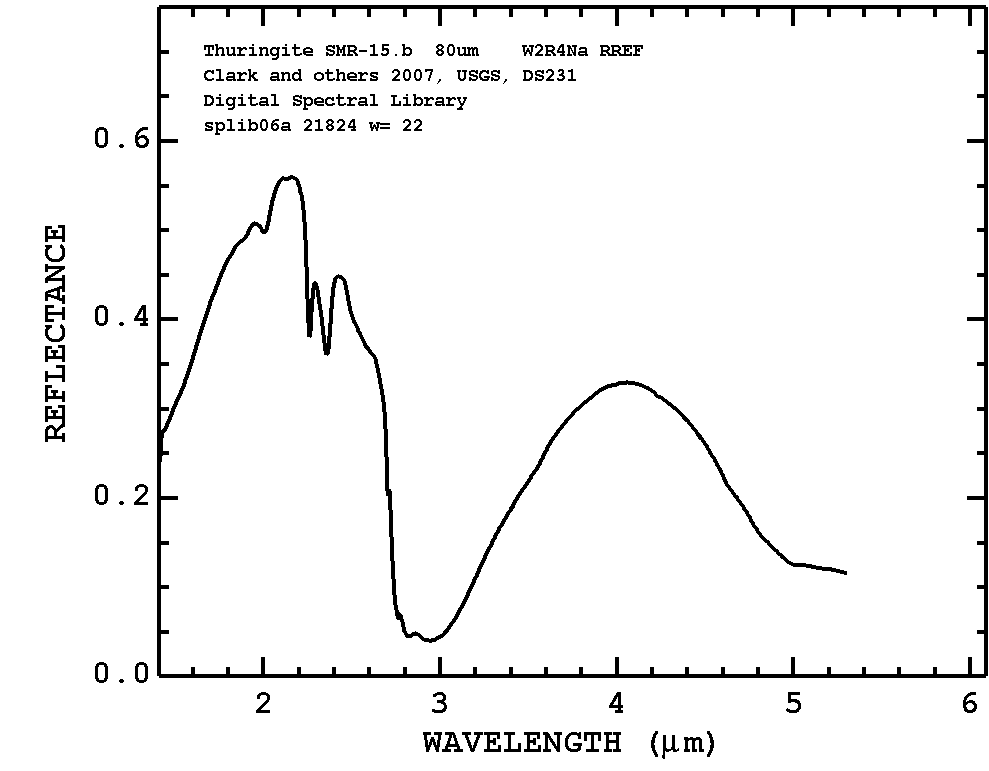 Thuringite SMR-15.b 80um W2R4Na RREF
Clark and others 2007, USGS, DS231
Digital Spectral Library
splib06a 21824 w= 22
REFLECTANCE
0.6
0.4
0.2
0.0
2 3 4 5 6
WAVELENGTH (μm)